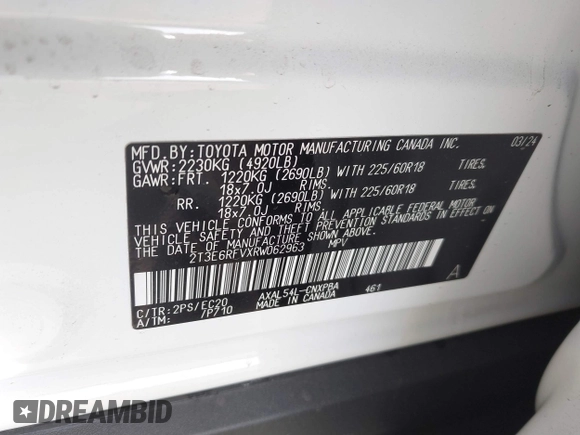 MFD. BY: TOYOTA MOTOR MANUFACTURING CANADA INC. 03/24
GVWR: 2230KG (4920LB)
GAWR: FRT. 1220KG (2690LB) WITH 225/60R18 TIRES.
18x7.0J RIMS.
RR. 1220KG (2690LB) WITH 225/60R18 TIRES.
18x7.0J RIMS.
THIS VEHICLE CONFORMS TO ALL APPLICABLE FEDERAL MOTOR
VEHICLE SAFETY AND THEFT PREVENTION STANDARDS IN EFFECT ON
THE DATE OF MANUFACTURE SHOWN ABOVE.
2T3E6RFVXRW062963 MPV
A
C/TR: 2PS/EC20 AXAL54L-CNXPBA 461
A/TM: /P710 MADE IN CANADA
DREAMBID